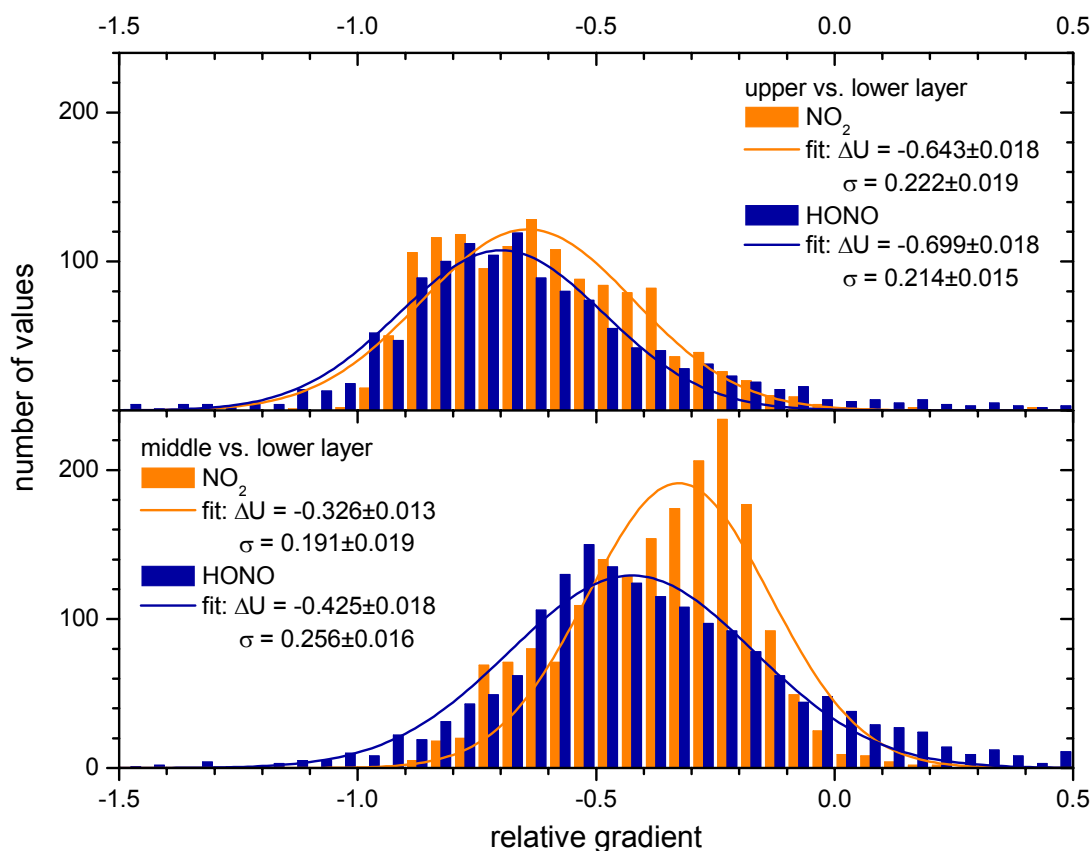 -1.5 -1.0 -0.5 0.0 0.5
200
100
upper vs. lower layer
NO₂
fit: ΔU = -0.643±0.018
σ = 0.222±0.019
HONO
fit: ΔU = -0.699±0.018
σ = 0.214±0.015
number of values
200
100
0
middle vs. lower layer
NO₂
fit: ΔU = -0.326±0.013
σ = 0.191±0.019
HONO
fit: ΔU = -0.425±0.018
σ = 0.256±0.016
-1.5 -1.0 -0.5 0.0 0.5
relative gradient